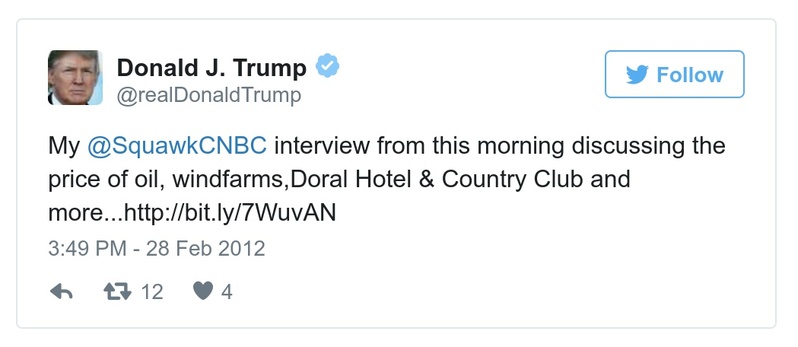 Donald J. Trump
@realDonaldTrump
Follow
My @SquawkCNBC interview from this morning discussing the
price of oil, windfarms,Doral Hotel & Country Club and
more...http://bit.ly/7WuvAN
3:49 PM - 28 Feb 2012
12 4